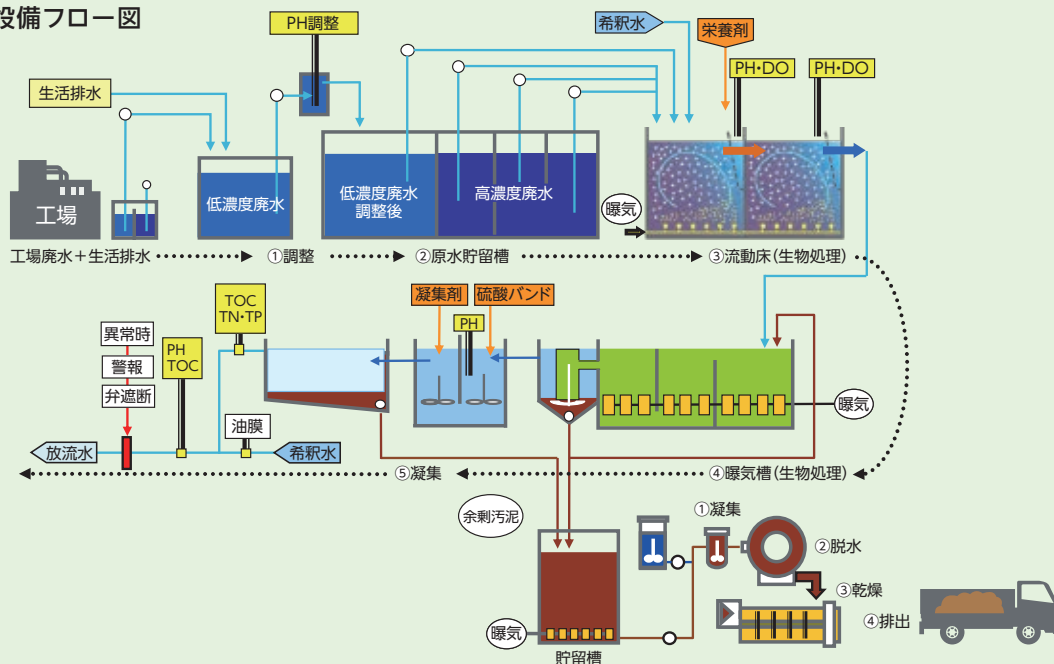 設備フロー図
PH調整
希釈水
栄養剤
PH・DO
PH・DO
生活排水
工場
低濃度廃水
低濃度廃水
調整後
高濃度廃水
曝気
工場廃水+生活排水
①調整
②原水貯留槽
③流動床(生物処理)
異常時
警報
弁遮断
PH
TOC
TOC
TN・TP
油膜
凝集剤
PH
硫酸バンド
曝気
放流水
希釈水
⑤凝集
④曝気槽(生物処理)
余剰汚泥
①凝集
②脱水
③乾燥
④排出
曝気
貯留槽